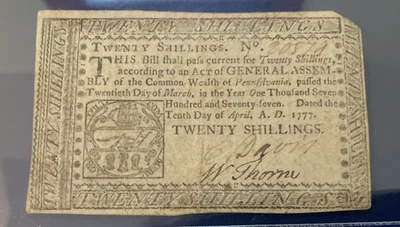 TWENTY SHILLINGS
TWENTY SHILLINGS. No.
THIS Bill shall pass current for Twenty Shillings,
according to an ACT of GENERAL ASSEM-
BLY of the Common Wealth of Pennsylvania, passed the
Twentieth Day of March, in the Year One Thousand Seven
Hundred and Seventy-seven. Dated the
Tenth Day of April, A. D. 1777.
TWENTY SHILLINGS.
Davis
W Thorne
TWENTY SHILLINGS
TWENTY SHILLINGS
TWENTY SHILLINGS